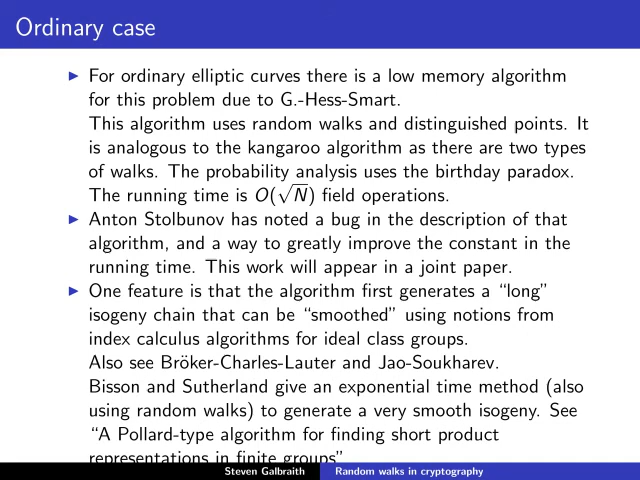 Ordinary case
For ordinary elliptic curves there is a low memory algorithm
for this problem due to G.-Hess-Smart.
This algorithm uses random walks and distinguished points. It
is analogous to the kangaroo algorithm as there are two types
of walks. The probability analysis uses the birthday paradox.
The running time is O(√N) field operations.
Anton Stolbunov has noted a bug in the description of that
algorithm, and a way to greatly improve the constant in the
running time. This work will appear in a joint paper.
One feature is that the algorithm first generates a “long”
isogeny chain that can be “smoothed” using notions from
index calculus algorithms for ideal class groups.
Also see Bröker-Charles-Lauter and Jao-Soukharev.
Bisson and Sutherland give an exponential time method (also
using random walks) to generate a very smooth isogeny. See
“A Pollard-type algorithm for finding short product
representations in finite groups”
Steven Galbraith Random walks in cryptography